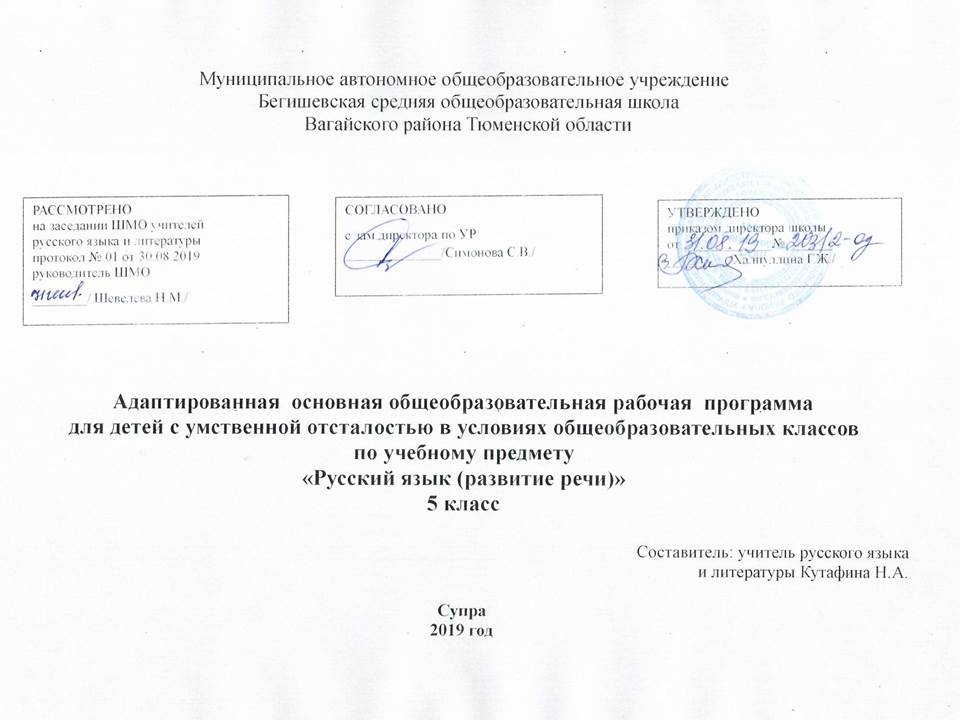 Муниципальное автономное общеобразовательное учреждение
Бегишевская средняя общеобразовательная школа
Вагайского района Тюменской области
РАССМОТРЕНО
на заседании ШМО учителей
русского языка и литературы
протокол № 01 от 30.08.2019
руководитель ШМО
/ Шевелева Н.М./
СОГЛАСОВАНО
с зам директора по УР
/Симонова С.В./
УТВЕРЖДЕНО
приказом директора школы
от 31.08.19 № 203/2-од
Халиуллина Г.Ж./
Адаптированная основная общеобразовательная рабочая программа
для детей с умственной отсталостью в условиях общеобразовательных классов
по учебному предмету
«Русский язык (развитие речи)»
5 класс
Составитель: учитель русского языка
и литературы Кутафина Н.А.
Супра
2019 год